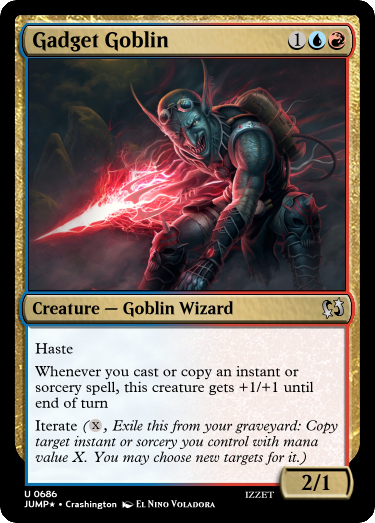 Gadget Goblin 1
Creature — Goblin Wizard
Haste
Whenever you cast or copy an instant or
sorcery spell, this creature gets +1/+1 until
end of turn
Iterate (X, Exile this from your graveyard: Copy
target instant or sorcery you control with mana
value X. You may choose new targets for it.)
2/1
U 0686 IZZET
JUMP★ • Crashington EL NINO VOLADORA